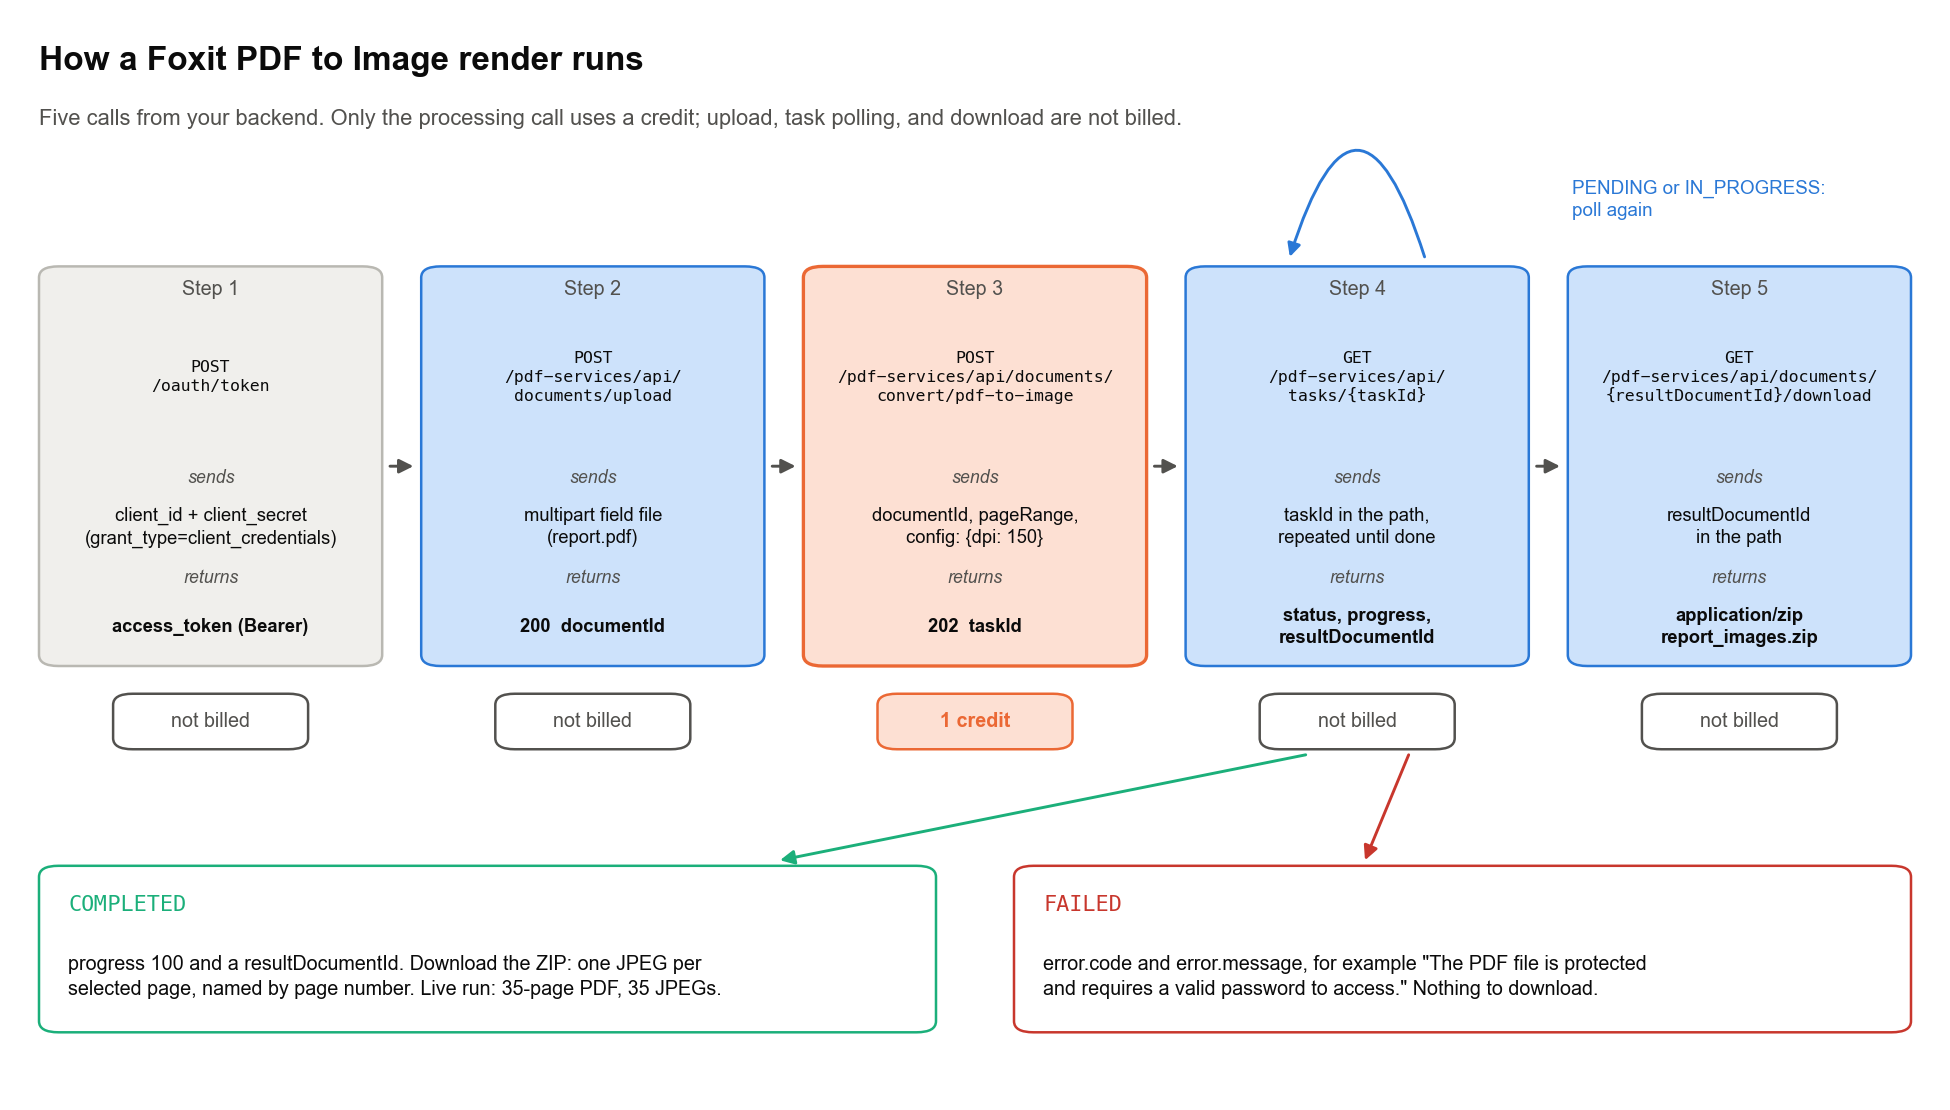 How a Foxit PDF to Image render runs
Five calls from your backend. Only the processing call uses a credit; upload, task polling, and download are not billed.
PENDING or IN_PROGRESS:
poll again
Step 1
POST
/oauth/token
sends
client_id + client_secret
(grant_type=client_credentials)
returns
access_token (Bearer)
not billed
Step 2
POST
/pdf-services/api/
documents/upload
sends
multipart field file
(report.pdf)
returns
200 documentId
not billed
Step 3
POST
/pdf-services/api/documents/
convert/pdf-to-image
sends
documentId, pageRange,
config: {dpi: 150}
returns
202 taskId
1 credit
Step 4
GET
/pdf-services/api/
tasks/{taskId}
sends
taskId in the path,
repeated until done
returns
status, progress,
resultDocumentId
not billed
Step 5
GET
/pdf-services/api/documents/
{resultDocumentId}/download
sends
resultDocumentId
in the path
returns
application/zip
report_images.zip
not billed
COMPLETED
progress 100 and a resultDocumentId. Download the ZIP: one JPEG per
selected page, named by page number. Live run: 35-page PDF, 35 JPEGs.
FAILED
error.code and error.message, for example "The PDF file is protected
and requires a valid password to access." Nothing to download.